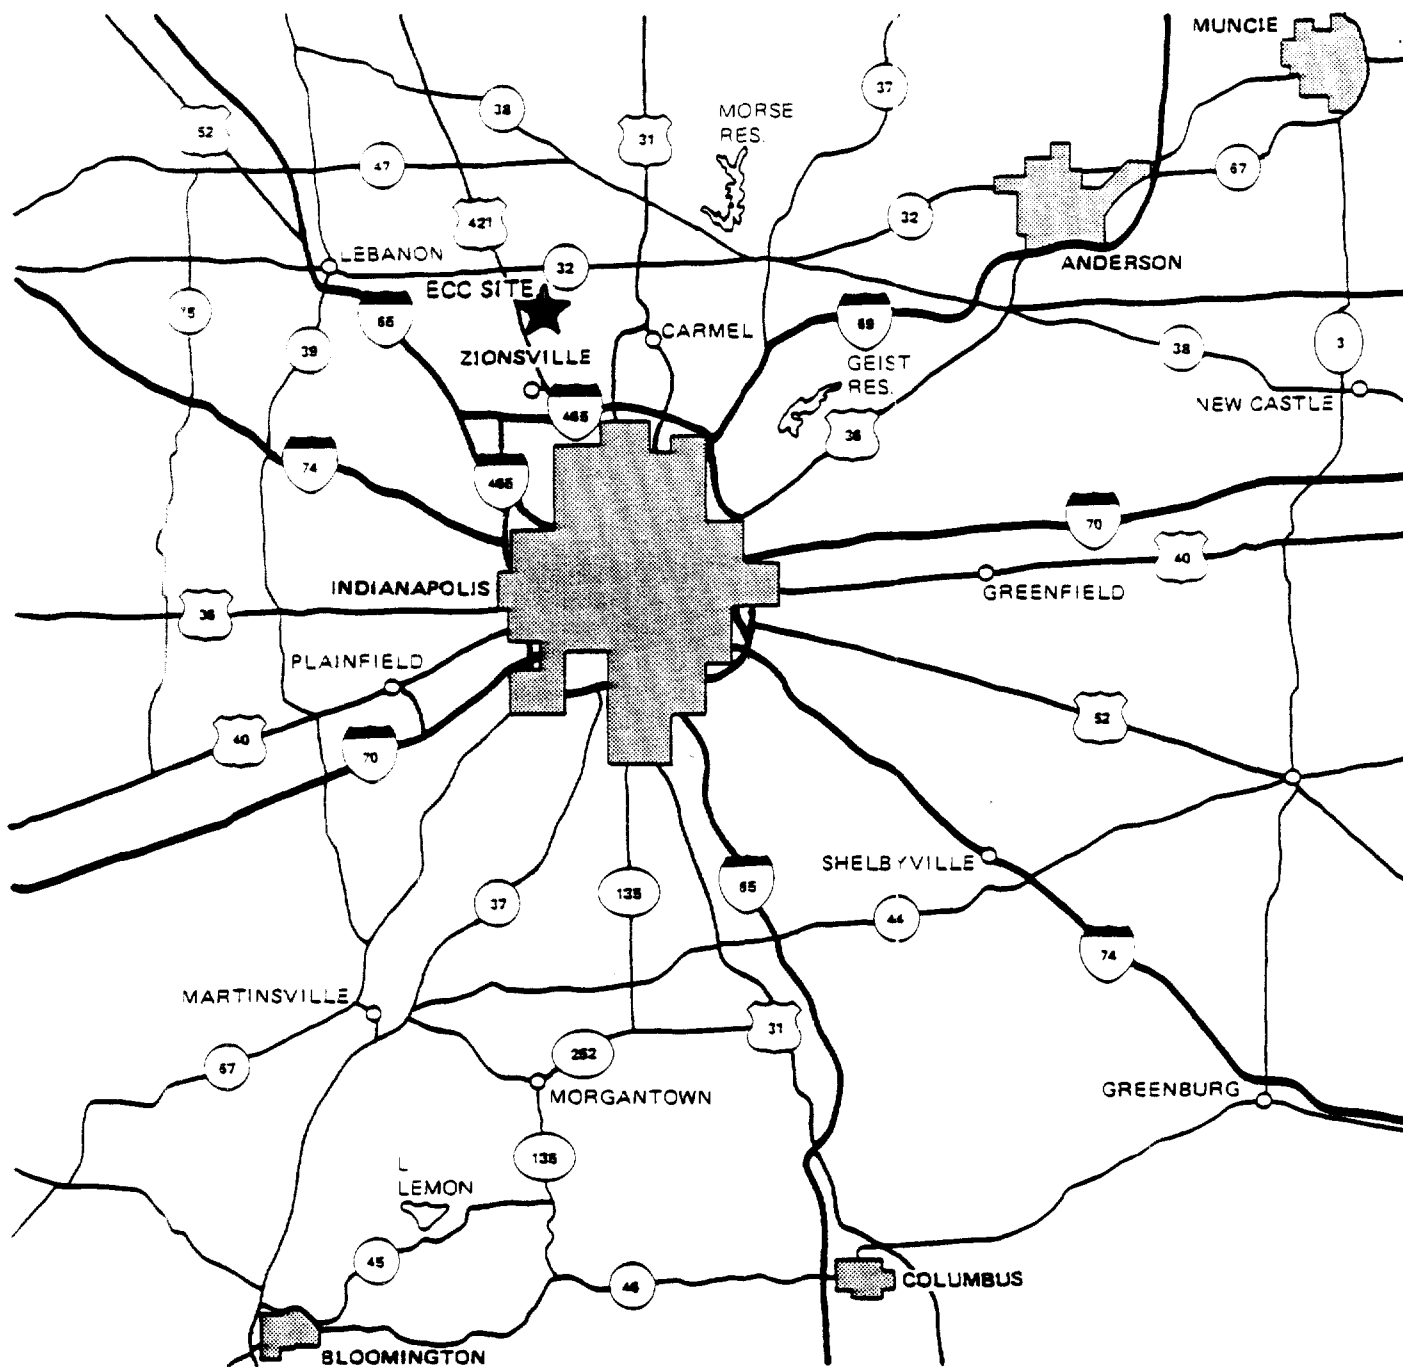 MUNCIE
38
37
52
31
MORSE
RES.
47
67
32
421
LEBANON
32
ANDERSON
ECC SITE
65
69
39
CARMEL
38
3
ZIONSVILLE
GEIST
RES.
465
NEW CASTLE
36
74
465
70
40
INDIANAPOLIS
GREENFIELD
36
PLAINFIELD
52
40
70
SHELBYVILLE
65
135
37
44
74
MARTINSVILLE
31
252
67
GREENBURG
MORGANTOWN
135
L
LEMON
45
46
COLUMBUS
BLOOMINGTON